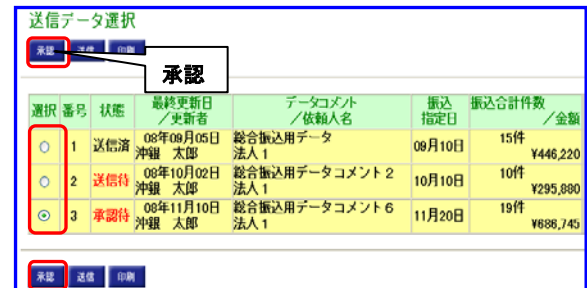 送信データ選択
承認 送信 印刷
承認
選択 番号 状態 最終更新日／更新者 データコメント／依頼人名 振込指定日 振込合計件数／金額
1 送信済 08年09月05日 総合振込用データ 09月10日 15件
沖銀 太郎 法人1 ¥446,220
2 送信待 08年10月02日 総合振込用データコメント2 10月10日 10件
沖銀 太郎 法人1 ¥295,880
3 承認待 08年11月10日 総合振込用データコメント6 11月20日 19件
沖銀 太郎 法人1 ¥686,745
承認 送信 印刷